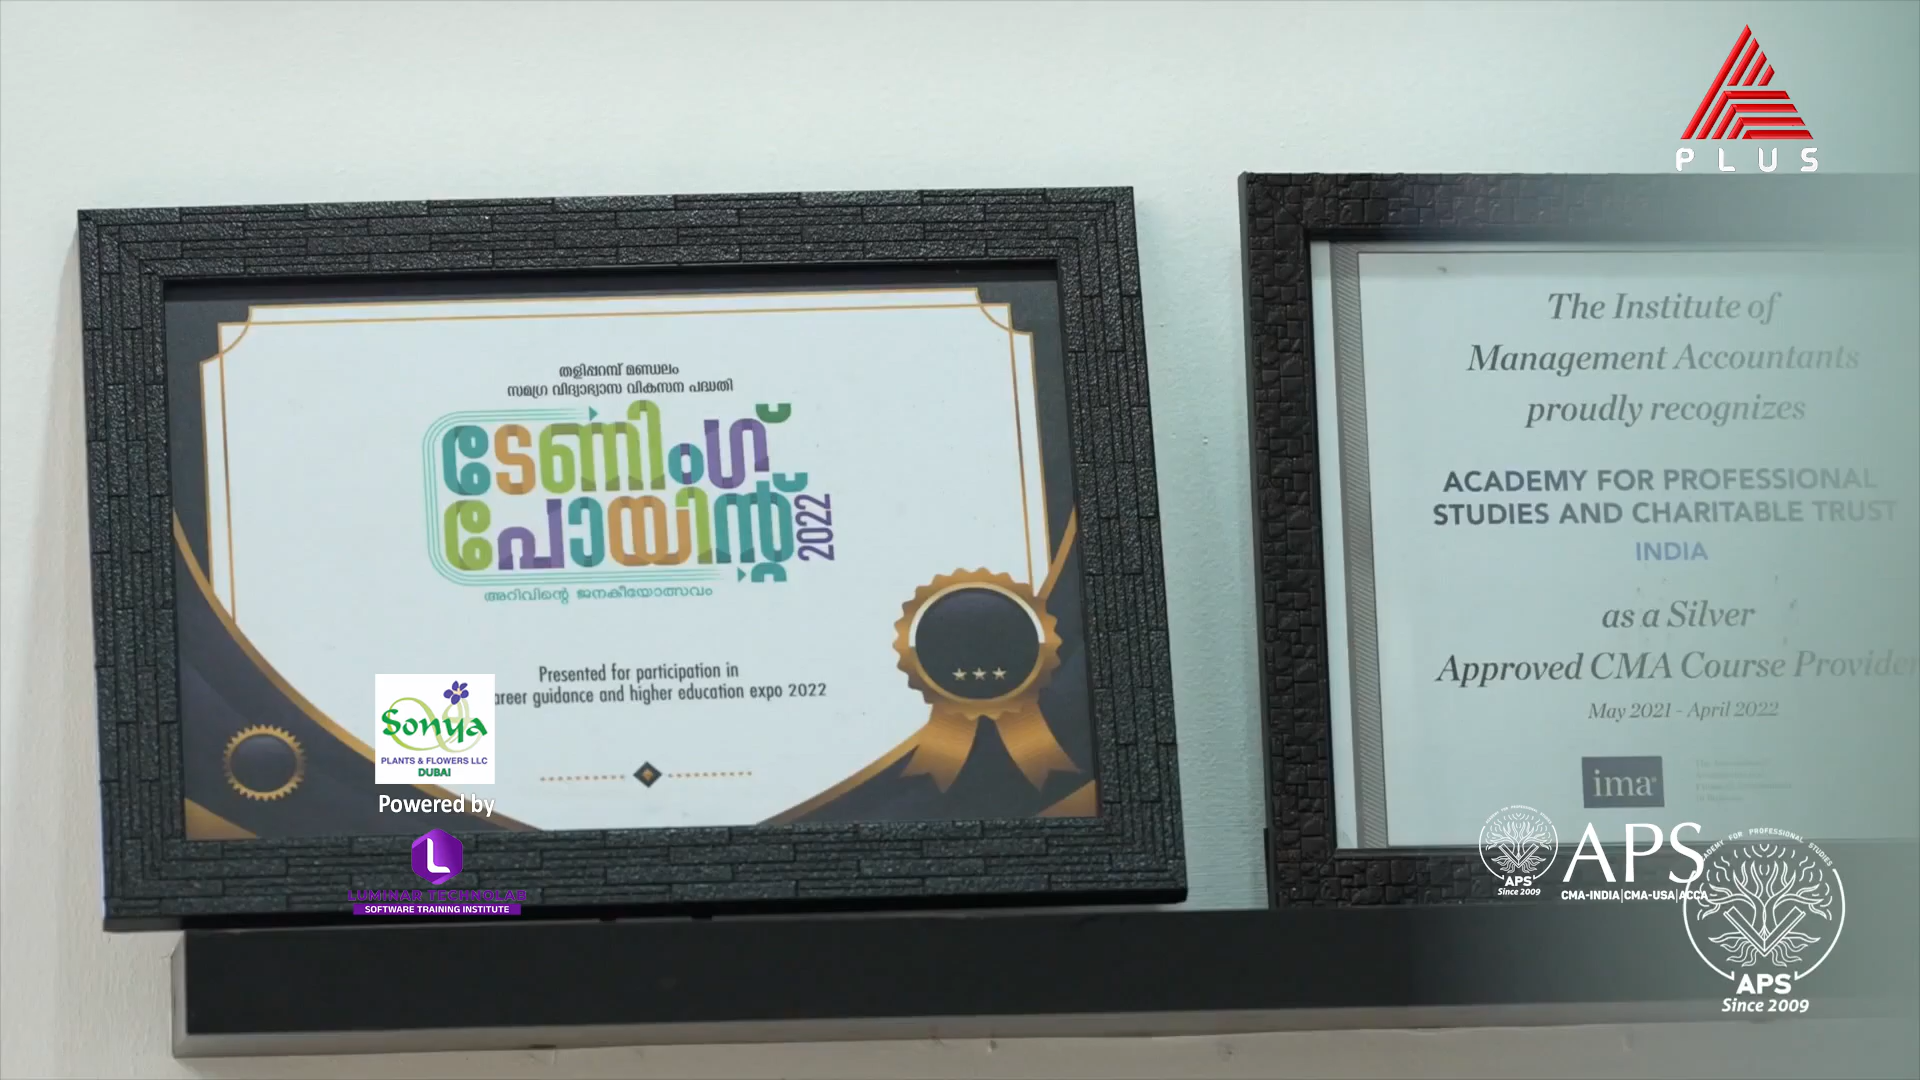 PLUS
തളിപ്പറമ്പ് മണ്ഡലം
സമഗ്ര വിദ്യാഭ്യാസ വികസന പദ്ധതി
ടേണിംഗ്
പോയിന്റ്
2022
അറിവിന്റെ ജനകീയോത്സവം
Presented for participation in
areer guidance and higher education expo 2022
Sonya
PLANTS & FLOWERS LLC
DUBAI
Powered by
L
LUMINAR TECHNOLAB
SOFTWARE TRAINING INSTITUTE
The Institute of
Management Accountants
proudly recognizes
ACADEMY FOR PROFESSIONAL
STUDIES AND CHARITABLE TRUST
INDIA
as a Silver
Approved CMA Course Provider
May 2021 - April 2022
ima
APS
Since 2009
APS
CMA-INDIA|CMA-USA|ACCA
FOR PROFESSIONAL STUDIES
APS
Since 2009